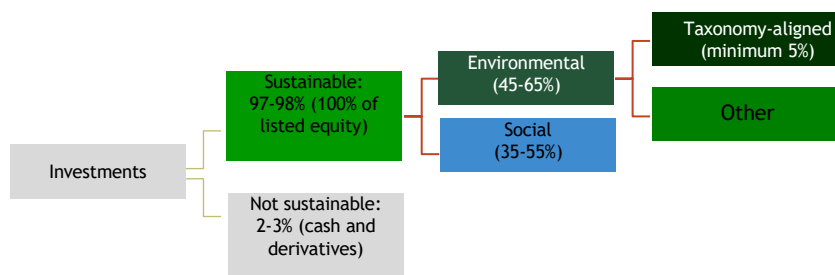 Investments
Sustainable:
97-98% (100% of
listed equity)
Not sustainable:
2-3% (cash and
derivatives)
Environmental
(45-65%)
Social
(35-55%)
Taxonomy-aligned
(minimum 5%)
Other